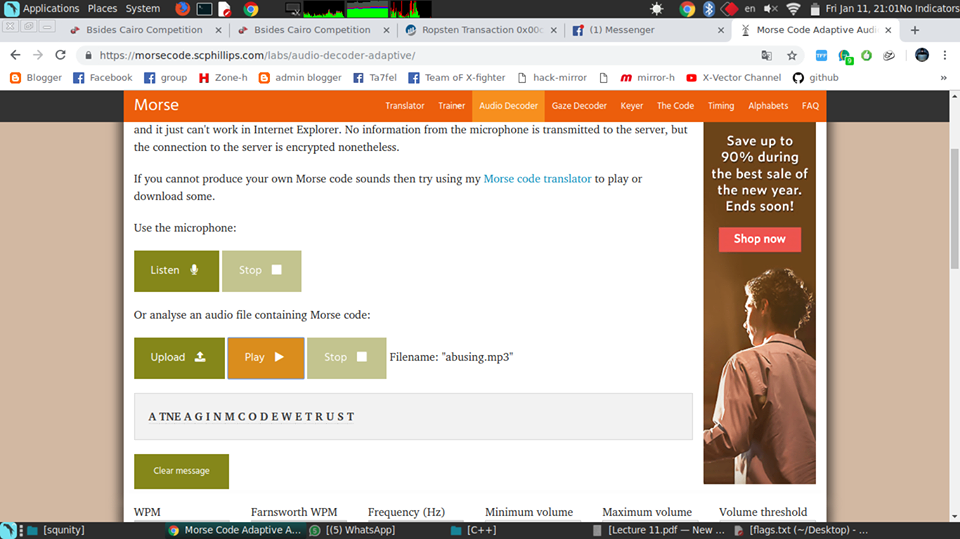 Applications Places System en Fri Jan 11, 21:01 No Indicators
Bsides Cairo Competition Bsides Cairo Competition Ropsten Transaction 0x00c (1) Messenger Morse Code Adaptive Audi
https://morsecode.scphillips.com/labs/audio-decoder-adaptive/
Blogger Facebook group Zone-h admin blogger Ta7fel Team oF X-fighter hack-mirror mirror-h X-Vector Channel github »
Morse Translator Trainer Audio Decoder Gaze Decoder Keyer The Code Timing Alphabets FAQ
and it just can't work in Internet Explorer. No information from the microphone is transmitted to the server, but
the connection to the server is encrypted nonetheless.
If you cannot produce your own Morse code sounds then try using my Morse code translator to play or
download some.
Use the microphone:
Listen Stop
Or analyse an audio file containing Morse code:
Upload Play Stop Filename: "abusing.mp3"
A TNE A G I N M C O D E W E T R U S T
Clear message
WPM Farnsworth WPM Frequency (Hz) Minimum volume Maximum volume Volume threshold
Save up to
90% during
the best sale of
the new year.
Ends soon!
Shop now
[squnity] Morse Code Adaptive A... [(5) WhatsApp] [C++] [Lecture 11.pdf — New ... [flags.txt (~/Desktop) - ...